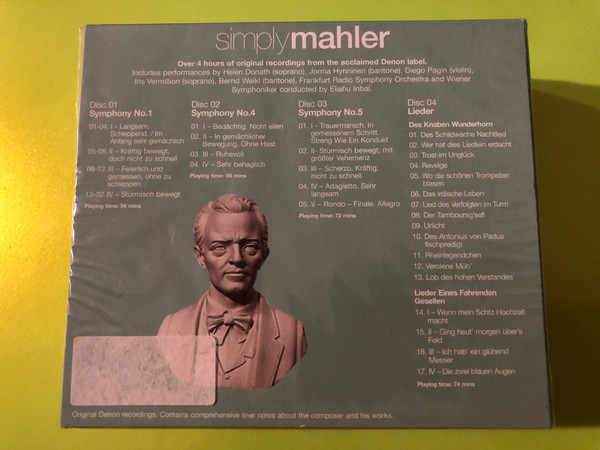 simplymahler
Over 4 hours of original recordings from the acclaimed Denon label.
Includes performances by Helen Donath (soprano), Jorma Hynninen (baritone), Diego Pagin (violin),
Iris Vermillion (soprano), Bernd Weikl (baritone), Frankfurt Radio Symphony Orchestra and Wiener
Symphoniker conducted by Eliahu Inbal.
Disc 01
Symphony No.1
01-04. I – Langsam.
Schleppend. / Im
Anfang sehr gemächlich
05-08. II – Kräftig bewegt,
doch nicht zu schnell
09-12. III – Feierlich und
gemessen, ohne zu
schleppen
13-22. IV – Stürmisch bewegt
Playing time: 54 mins
Disc 02
Symphony No.4
01. I – Bedächtig. Nicht eilen
02. II – In gemächlicher
Bewegung. Ohne Hast
03. III – Ruhevoll
04. IV – Sehr behaglich
Playing time: 56 mins
Disc 03
Symphony No.5
01. I - Trauermarsch. In
gemessenem Schritt.
Streng Wie Ein Kondukt
02. II- Stürmisch bewegt, mit
größter Vehemenz
03. III – Scherzo. Kräftig,
nicht zu schnell
04. IV – Adagietto. Sehr
langsam
05. V – Rondo – Finale. Allegro
Playing time: 72 mins
Disc 04
Lieder
Des Knaben Wunderhorn
01. Des Schildwache Nachtlied
02. Wer hat dies Liedlein erdacht
03. Trost im Unglück
04. Revelge
05. Wo die schönen Trompeten
blasen
06. Das irdische Leben
07. Lied des Verfolgten im Turm
08. Der Tamboursg'sell
09. Urlicht
10. Des Antonius von Padua
fischpredigt
11. Rheinlegendchen
12. Verolene Müh'
13. Lob des hohen Verstandes
Lieder Eines Fahrenden
Gesellen
14. I – Wenn mein Schtz Hochzait
macht
15. II – Ging heut' morgen über's
Feld
16. III – Ich hab' ein glühend
Messer
17. IV – Die zwei blauen Augen
Playing time: 74 mins
Original Denon recordings. Contains comprehensive liner notes about the composer and his works.